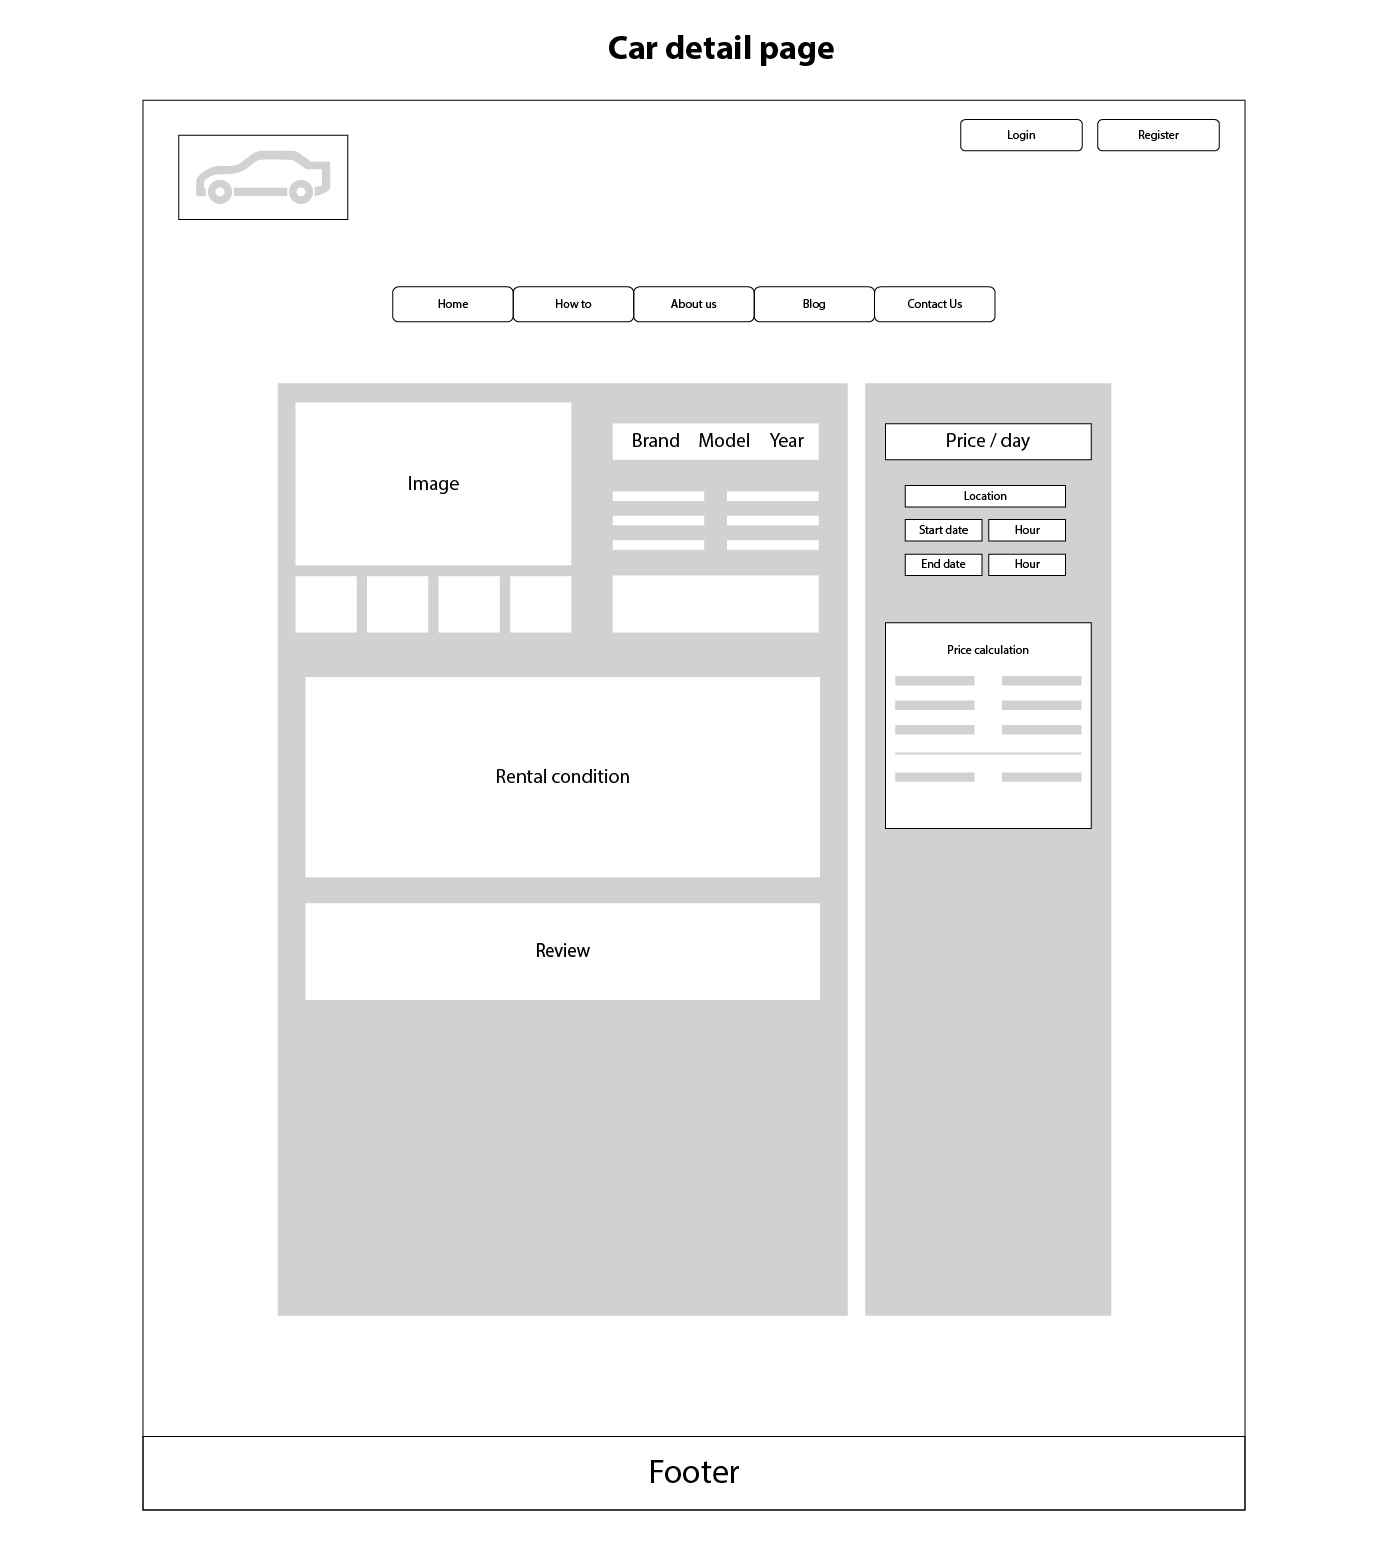 Car detail page
Login
Register
Home
How to
About us
Blog
Contact Us
Image
Brand Model Year
Rental condition
Review
Price / day
Location
Start date
Hour
End date
Hour
Price calculation
Footer